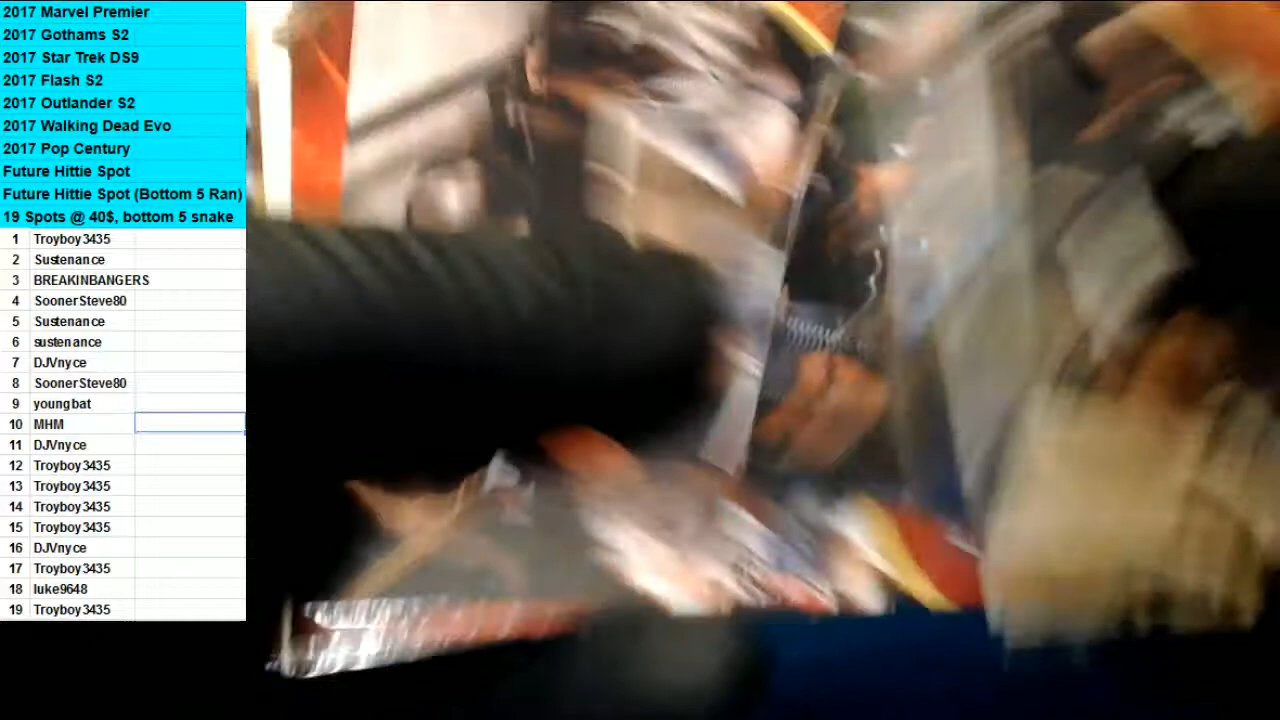 2017 Marvel Premier
2017 Gothams S2
2017 Star Trek DS9
2017 Flash S2
2017 Outlander S2
2017 Walking Dead Evo
2017 Pop Century
Future Hittie Spot
Future Hittie Spot (Bottom 5 Ran)
19 Spots @ 40$, bottom 5 snake
1 Troyboy3435
2 Sustenance
3 BREAKINBANGERS
4 SoonerSteve80
5 Sustenance
6 sustenance
7 DJVnyce
8 SoonerSteve80
9 youngbat
10 MHM
11 DJVnyce
12 Troyboy3435
13 Troyboy3435
14 Troyboy3435
15 Troyboy3435
16 DJVnyce
17 Troyboy3435
18 luke9648
19 Troyboy3435